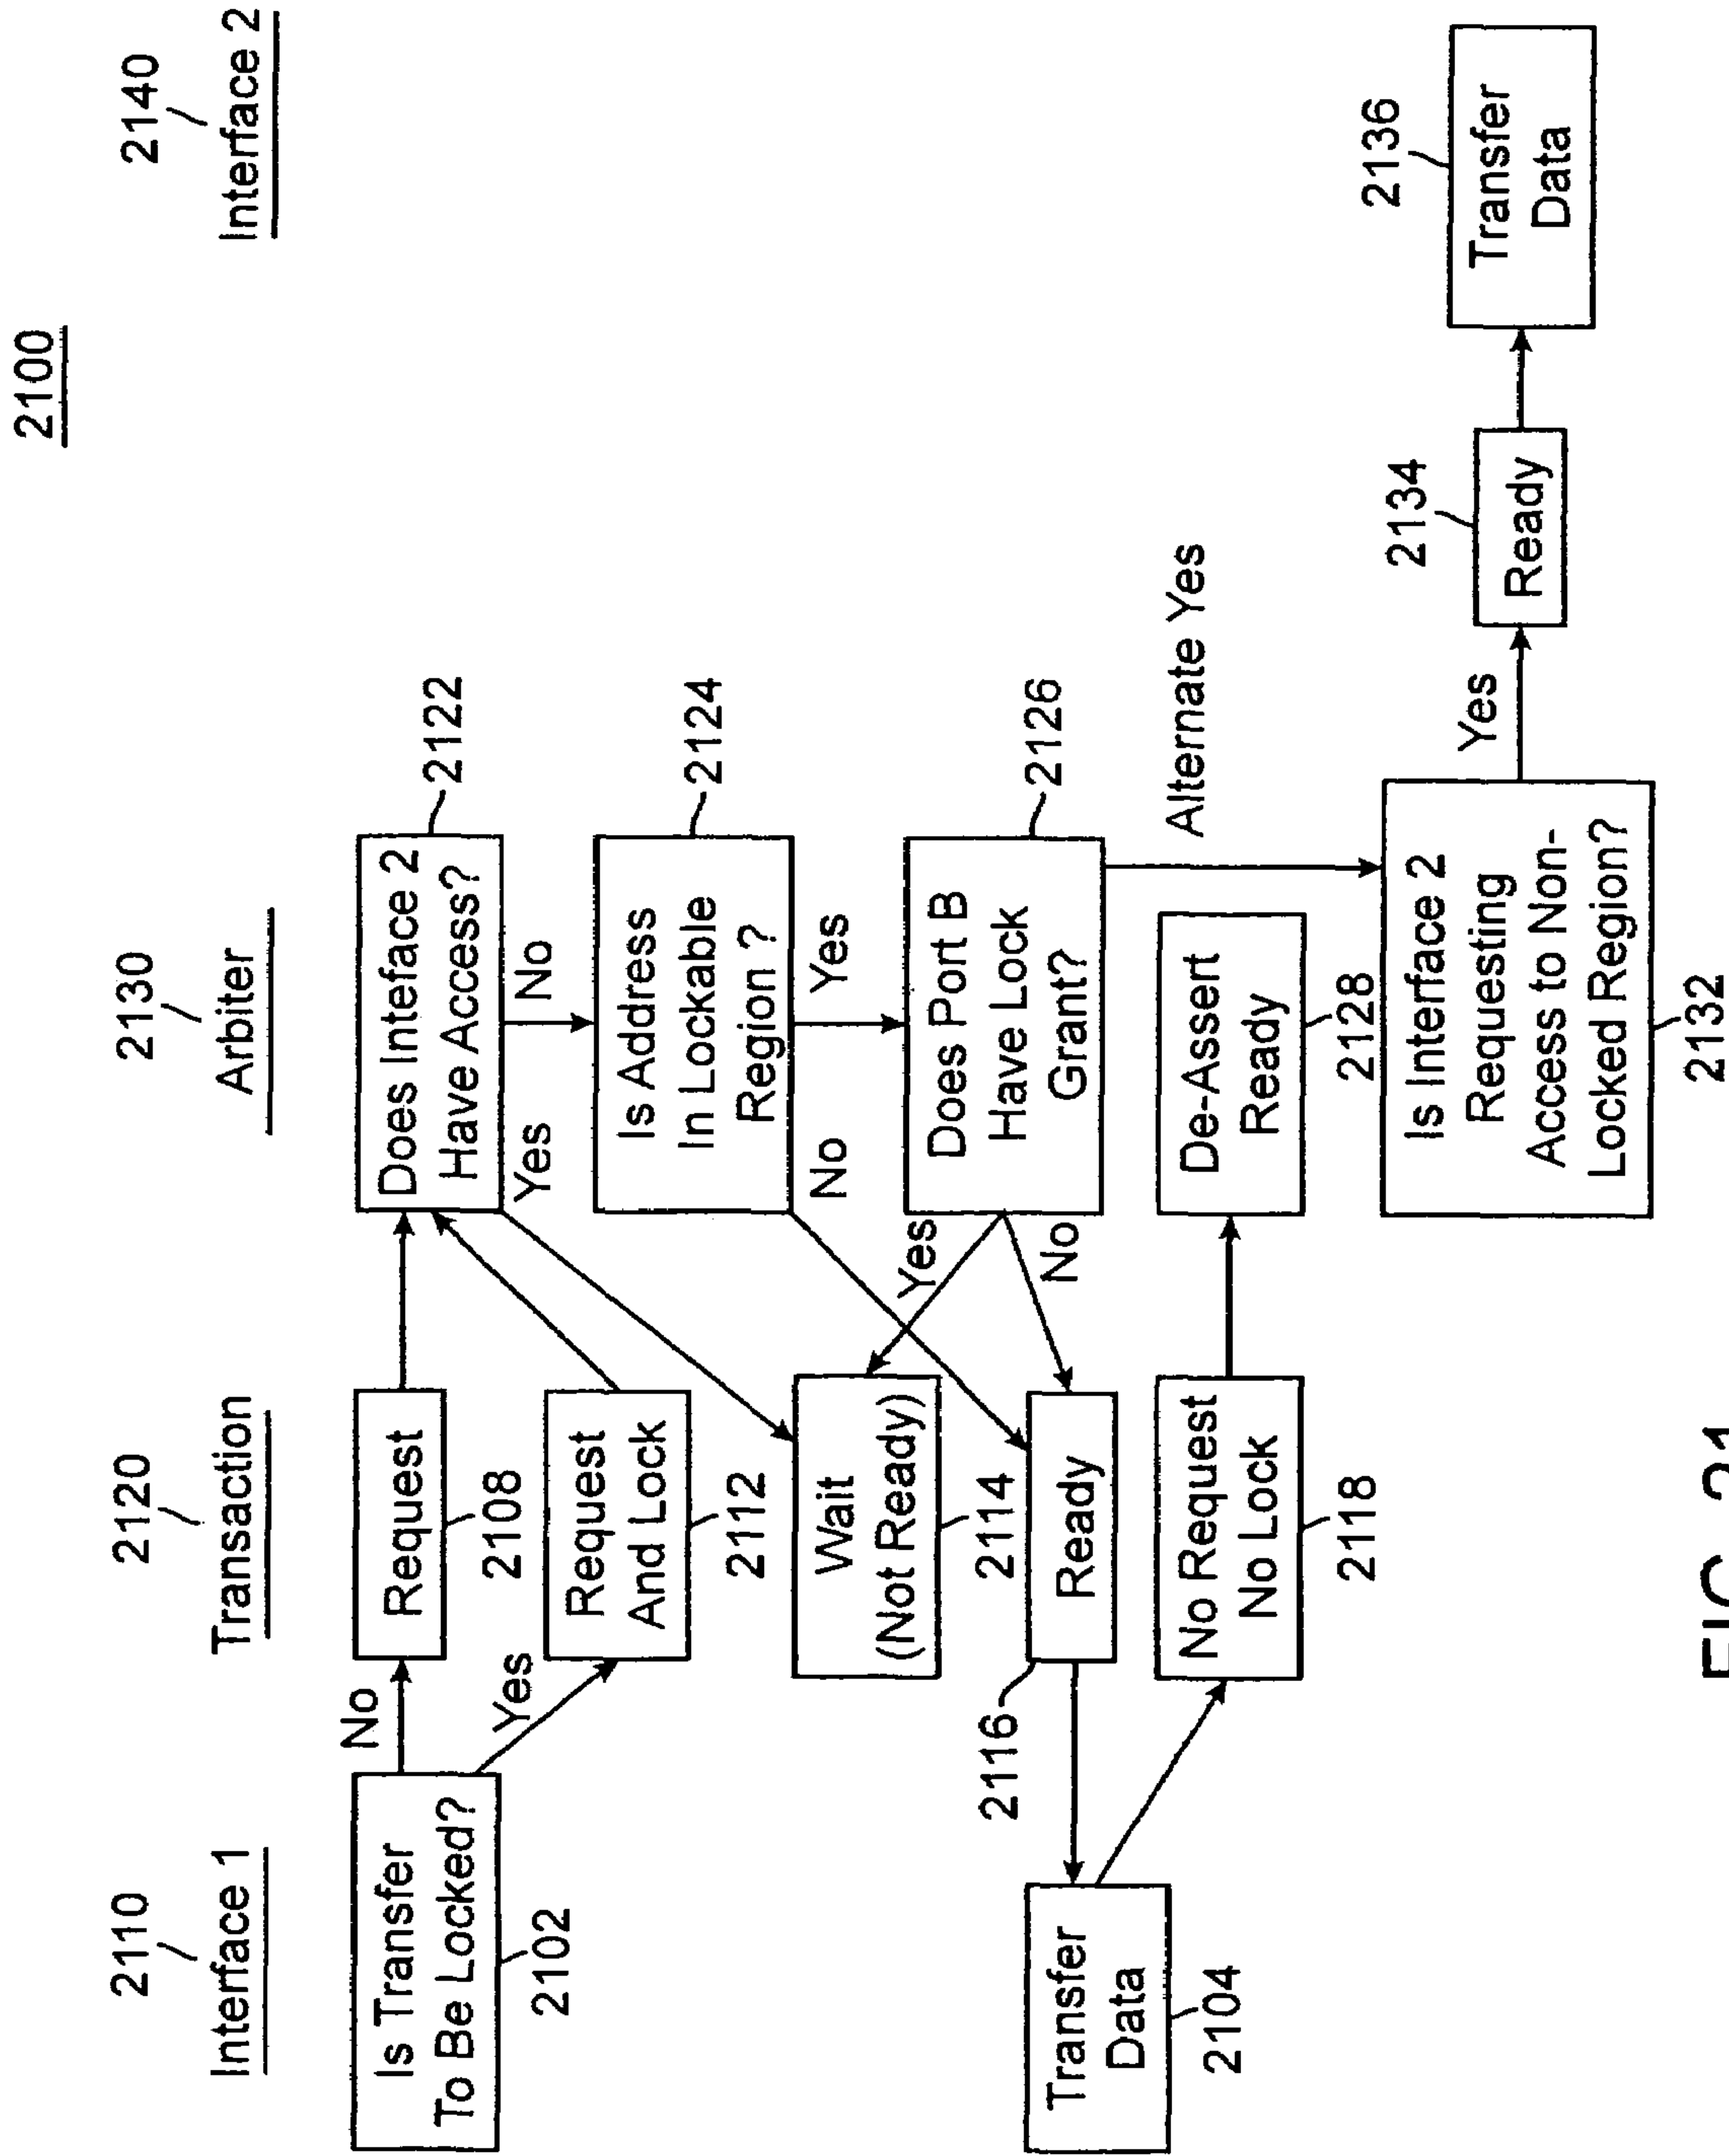 2100
2110
Interface 1
2120
Transaction
2130
Arbiter
2140
Interface 2
Is Transfer
To Be Locked?
2102
No
Yes
Request
2108
Request
And Lock
2112
Does Inteface 2
Have Access?
2122
Yes
No
Is Address
In Lockable
Region ?
2124
No
Yes
Wait
(Not Ready)
2114
Does Port B
Have Lock
Grant?
2126
Yes
No
Alternate Yes
2116
Ready
Transfer
Data
2104
No Request
No Lock
2118
De-Assert
Ready
2128
Is Interface 2
Requesting
Access to Non-
Locked Region?
2132
Yes
Ready
2134
Transfer
Data
2136
FIG. 21